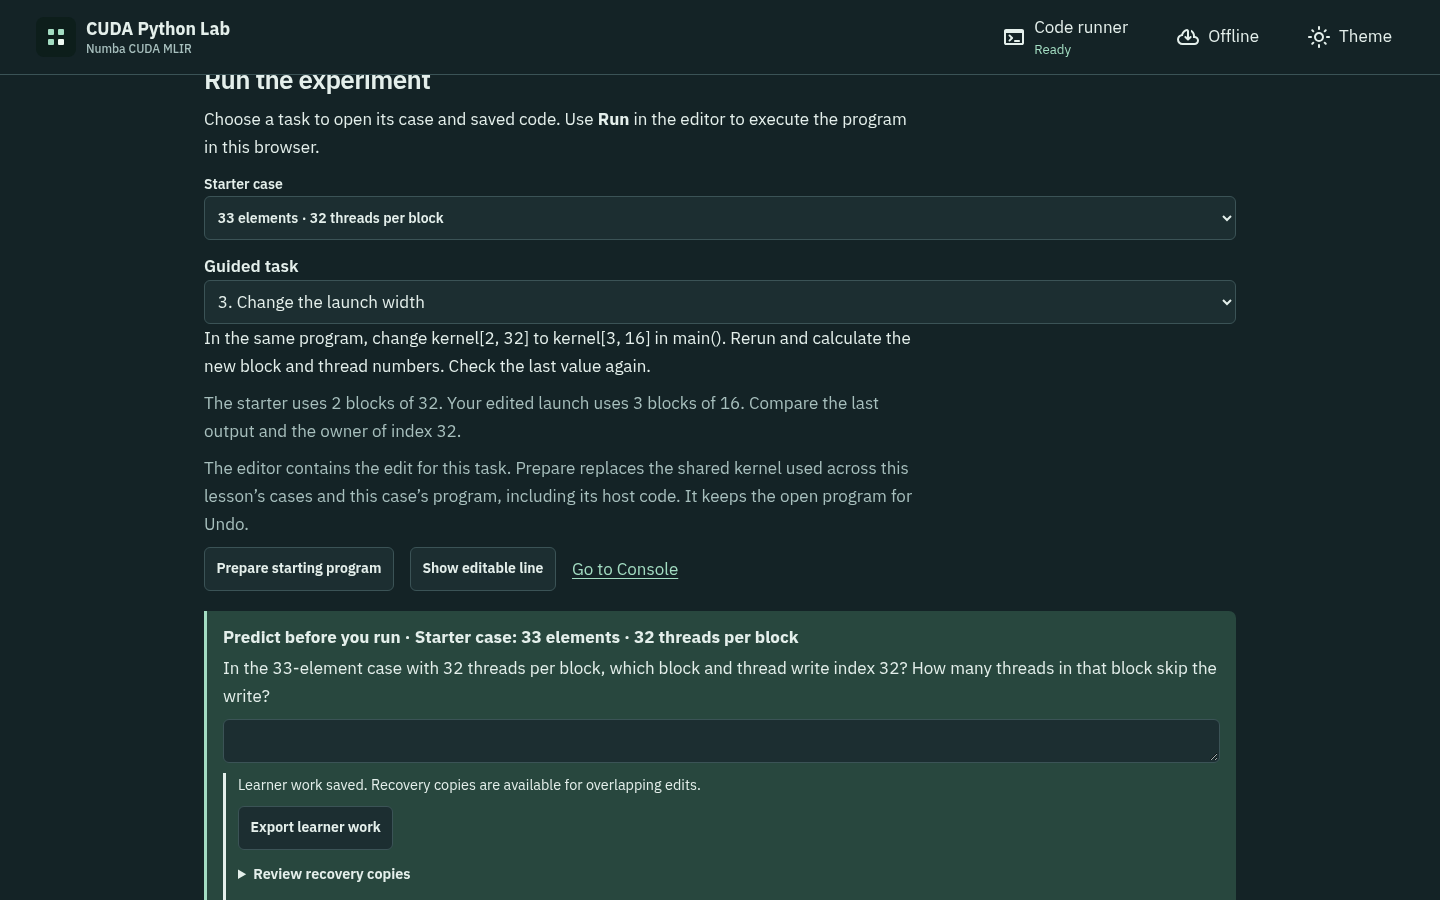 CUDA Python Lab
Numba CUDA MLIR
Code runner
Ready
Offline
Theme
Run the experiment
Choose a task to open its case and saved code. Use Run in the editor to execute the program
in this browser.
Starter case
33 elements · 32 threads per block
Guided task
3. Change the launch width
In the same program, change kernel[2, 32] to kernel[3, 16] in main(). Rerun and calculate the
new block and thread numbers. Check the last value again.
The starter uses 2 blocks of 32. Your edited launch uses 3 blocks of 16. Compare the last
output and the owner of index 32.
The editor contains the edit for this task. Prepare replaces the shared kernel used across this
lesson’s cases and this case’s program, including its host code. It keeps the open program for
Undo.
Prepare starting program
Show editable line
Go to Console
Predict before you run · Starter case: 33 elements · 32 threads per block
In the 33-element case with 32 threads per block, which block and thread write index 32? How many threads in that block skip the
write?
Learner work saved. Recovery copies are available for overlapping edits.
Export learner work
Review recovery copies